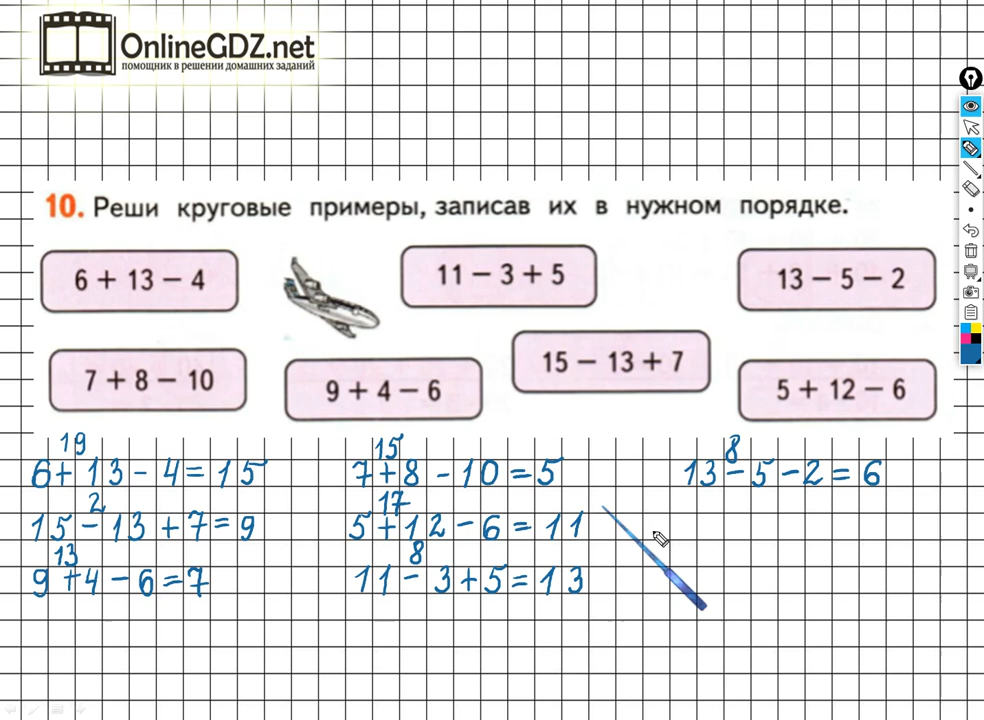 OnlineGDZ.net
помощник в решении домашних заданий
10. Реши круговые примеры, записав их в нужном порядке.
6 + 13 − 4
11 − 3 + 5
13 − 5 − 2
7 + 8 − 10
9 + 4 − 6
15 − 13 + 7
5 + 12 − 6
19
6+13-4=15
2
15-13+7=9
13
9+4-6=7
15
7+8-10=5
17
5+12-6=11
8
11-3+5=13
8
13-5-2=6